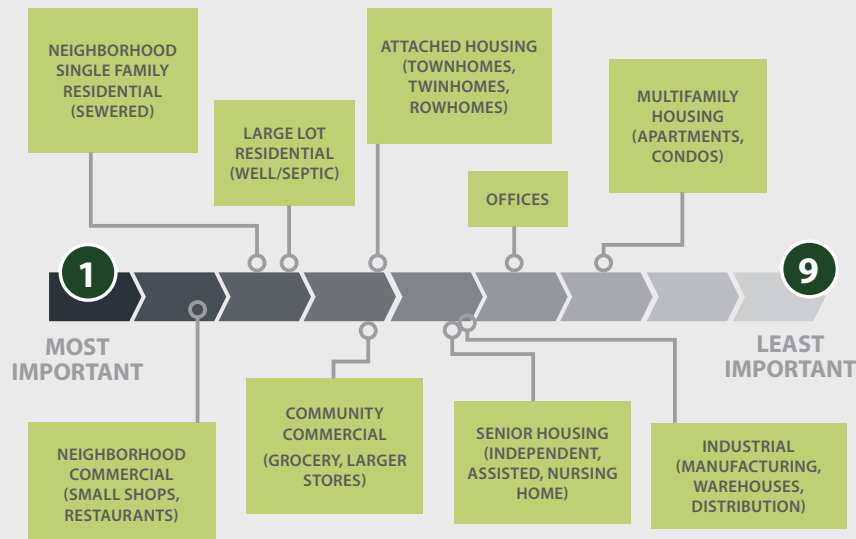 NEIGHBORHOOD
SINGLE FAMILY
RESIDENTIAL
(SEWERED)
LARGE LOT
RESIDENTIAL
(WELL/SEPTIC)
ATTACHED HOUSING
(TOWNHOMES,
TWINHOMES,
ROWHOMES)
OFFICES
MULTIFAMILY
HOUSING
(APARTMENTS,
CONDOS)
1
9
MOST
IMPORTANT
LEAST
IMPORTANT
NEIGHBORHOOD
COMMERCIAL
(SMALL SHOPS,
RESTAURANTS)
COMMUNITY
COMMERCIAL
(GROCERY, LARGER
STORES)
SENIOR HOUSING
(INDEPENDENT,
ASSISTED, NURSING
HOME)
INDUSTRIAL
(MANUFACTURING,
WAREHOUSES,
DISTRIBUTION)